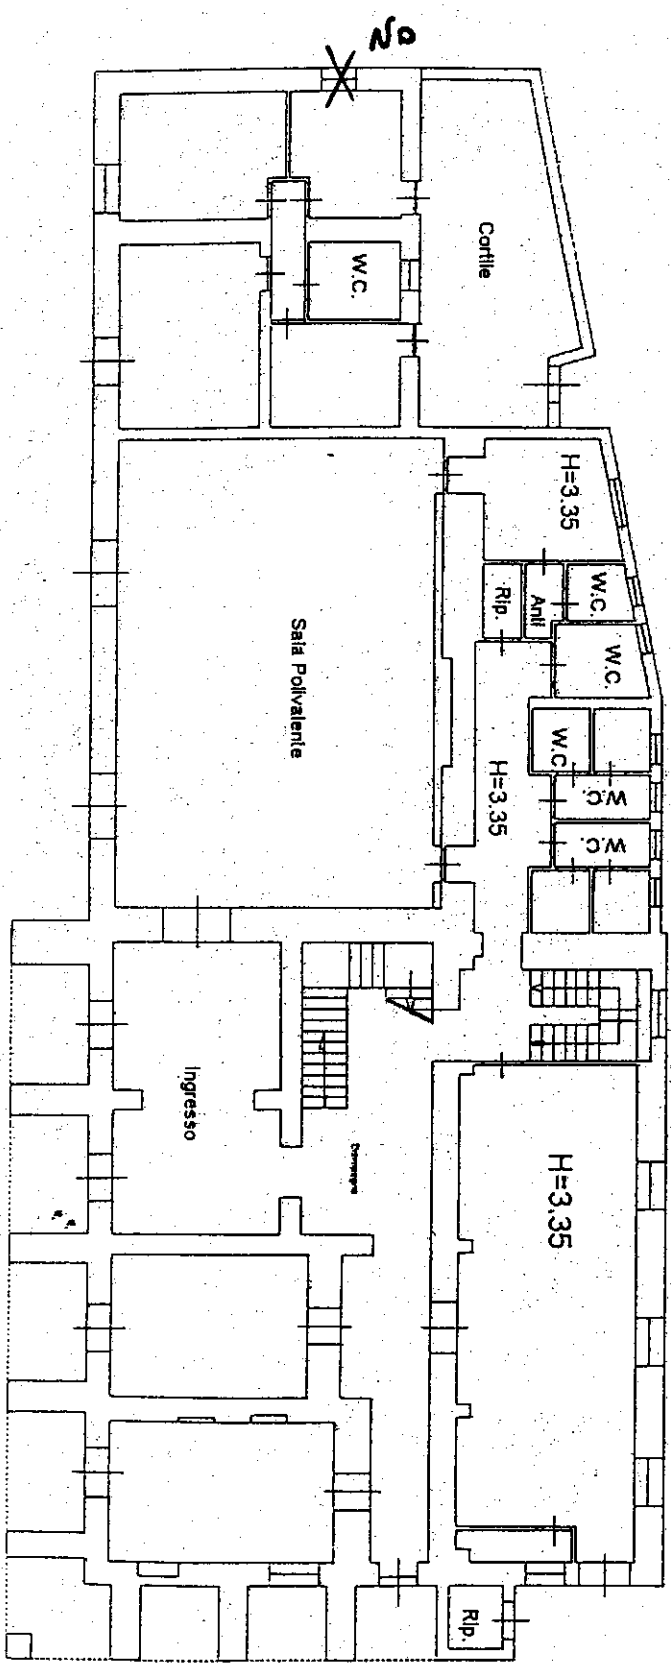 NO
Cortile
W.C.
H=3.35
W.C.
Anti
Rip.
W.C.
Sala Polivalente
W.C
H=3.35
W.C.
W.C.
Ingresso
H=3.35
Rip.